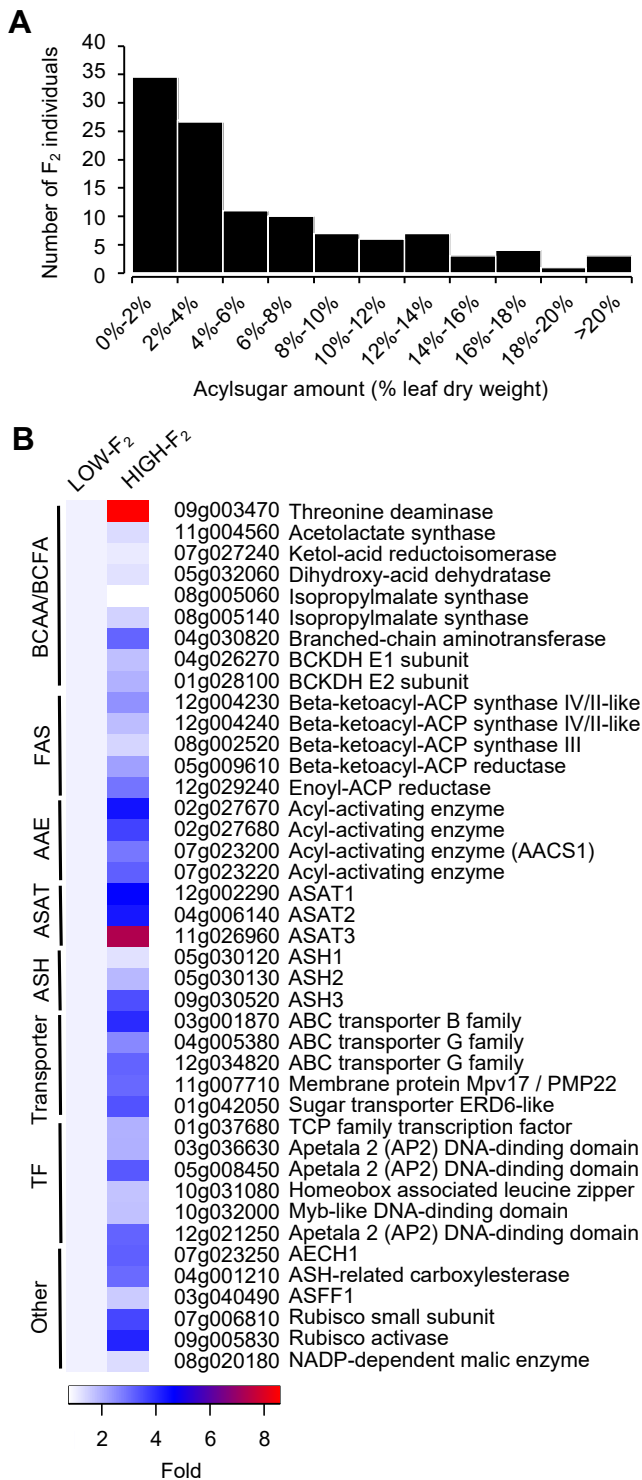 A
Number of F2 individuals
40
35
30
25
20
15
10
5
0
0%-2%
2%-4%
4%-6%
6%-8%
8%-10%
10%-12%
12%-14%
14%-16%
16%-18%
18%-20%
>20%
Acylsugar amount (% leaf dry weight)
B
LOW-F2
HIGH-F2
BCAA/BCFA
09g003470 Threonine deaminase
11g004560 Acetolactate synthase
07g027240 Ketol-acid reductoisomerase
05g032060 Dihydroxy-acid dehydratase
08g005060 Isopropylmalate synthase
08g005140 Isopropylmalate synthase
04g030820 Branched-chain aminotransferase
04g026270 BCKDH E1 subunit
01g028100 BCKDH E2 subunit
FAS
12g004230 Beta-ketoacyl-ACP synthase IV/II-like
12g004240 Beta-ketoacyl-ACP synthase IV/II-like
08g002520 Beta-ketoacyl-ACP synthase III
05g009610 Beta-ketoacyl-ACP reductase
12g029240 Enoyl-ACP reductase
AAE
02g027670 Acyl-activating enzyme
02g027680 Acyl-activating enzyme
07g023200 Acyl-activating enzyme (AACS1)
07g023220 Acyl-activating enzyme
ASAT
12g002290 ASAT1
04g006140 ASAT2
11g026960 ASAT3
ASH
05g030120 ASH1
05g030130 ASH2
09g030520 ASH3
Transporter
03g001870 ABC transporter B family
04g005380 ABC transporter G family
12g034820 ABC transporter G family
11g007710 Membrane protein Mpv17 / PMP22
01g042050 Sugar transporter ERD6-like
TF
01g037680 TCP family transcription factor
03g036630 Apetala 2 (AP2) DNA-dinding domain
05g008450 Apetala 2 (AP2) DNA-dinding domain
10g031080 Homeobox associated leucine zipper
10g032000 Myb-like DNA-dinding domain
12g021250 Apetala 2 (AP2) DNA-dinding domain
Other
07g023250 AECH1
04g001210 ASH-related carboxylesterase
03g040490 ASFF1
07g006810 Rubisco small subunit
09g005830 Rubisco activase
08g020180 NADP-dependent malic enzyme
2 4 6 8
Fold